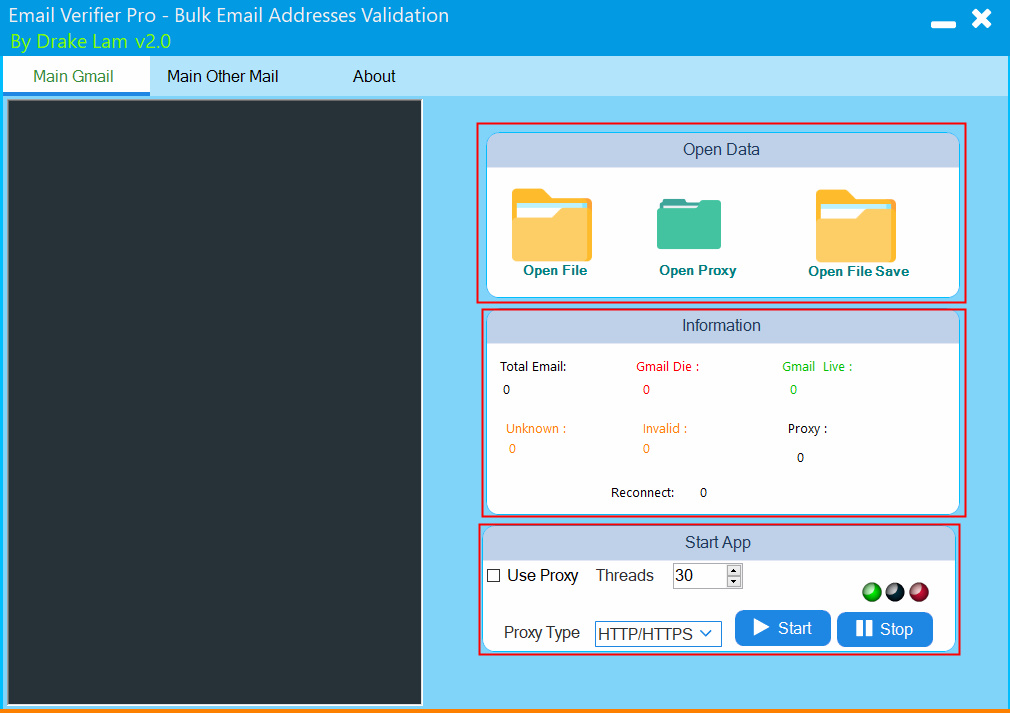 Email Verifier Pro - Bulk Email Addresses Validation
By Drake Lam v2.0
Main Gmail Main Other Mail About
Open Data
Open File Open Proxy Open File Save
Information
Total Email: Gmail Die : Gmail Live :
0 0 0
Unknown : Invalid : Proxy :
0 0 0
Reconnect: 0
Start App
Use Proxy Threads 30
Proxy Type HTTP/HTTPS Start Stop